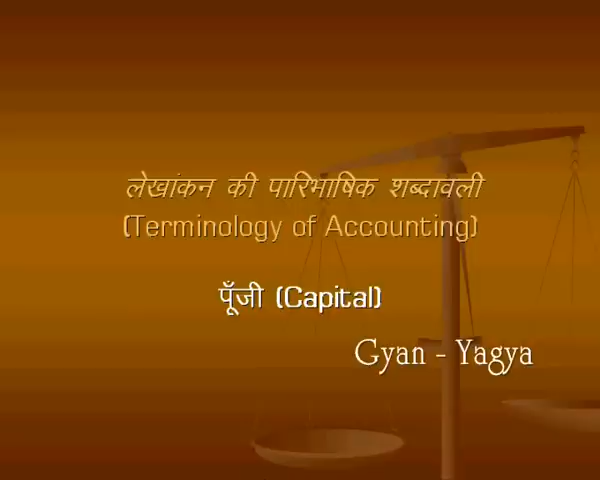 लेखांकन की पारिभाषिक शब्दावली
(Terminology of Accounting)
पूँजी (Capital)
Gyan - Yagya